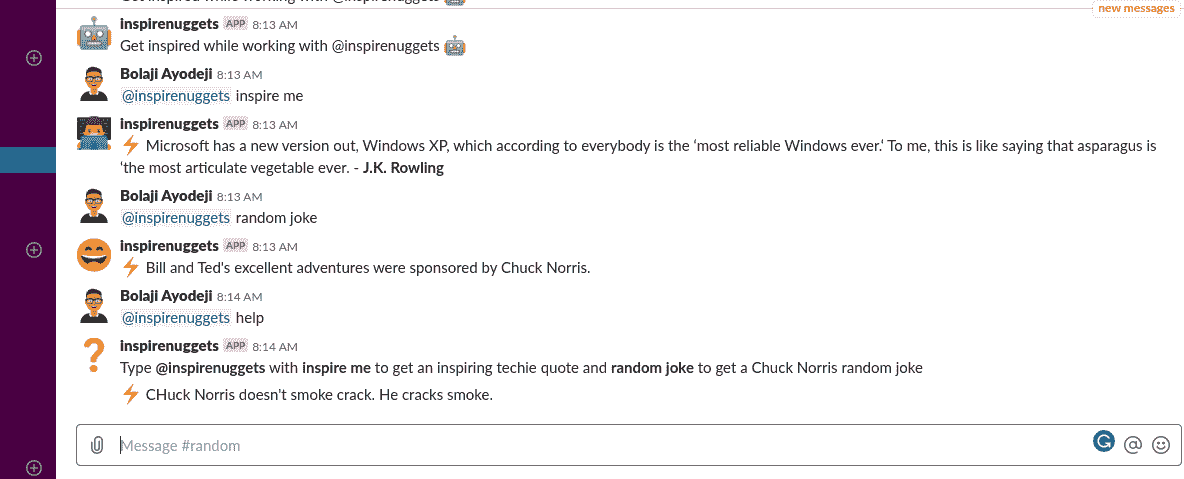 Get inspired while working with @inspirenuggets
new messages
inspirenuggets APP 8:13 AM
Get inspired while working with @inspirenuggets
Bolaji Ayodeji 8:13 AM
@inspirenuggets inspire me
inspirenuggets APP 8:13 AM
Microsoft has a new version out, Windows XP, which according to everybody is the ‘most reliable Windows ever.‘ To me, this is like saying that asparagus is
‘the most articulate vegetable ever. - J.K. Rowling
Bolaji Ayodeji 8:13 AM
@inspirenuggets random joke
inspirenuggets APP 8:13 AM
Bill and Ted's excellent adventures were sponsored by Chuck Norris.
Bolaji Ayodeji 8:14 AM
@inspirenuggets help
inspirenuggets APP 8:14 AM
Type @inspirenuggets with inspire me to get an inspiring techie quote and random joke to get a Chuck Norris random joke
CHuck Norris doesn’t smoke crack. He cracks smoke.
Message #random